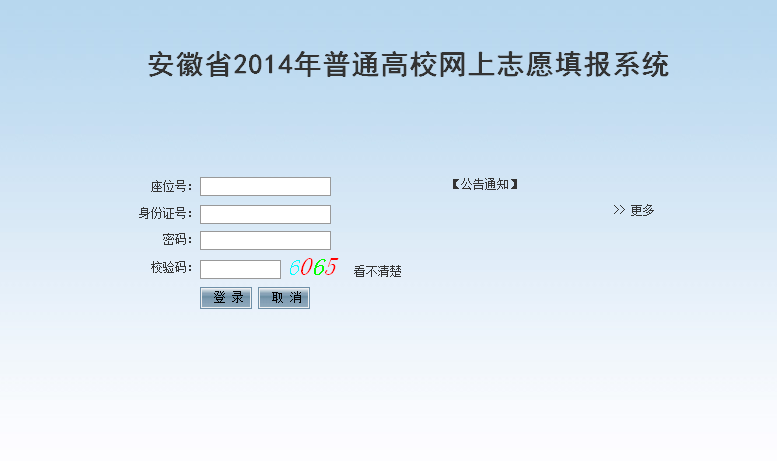 安徽省2014年普通高校网上志愿填报系统
座位号：
【公告通知】
身份证号：
>> 更多
密码：
校验码：
6065
看不清楚
登 录
取 消